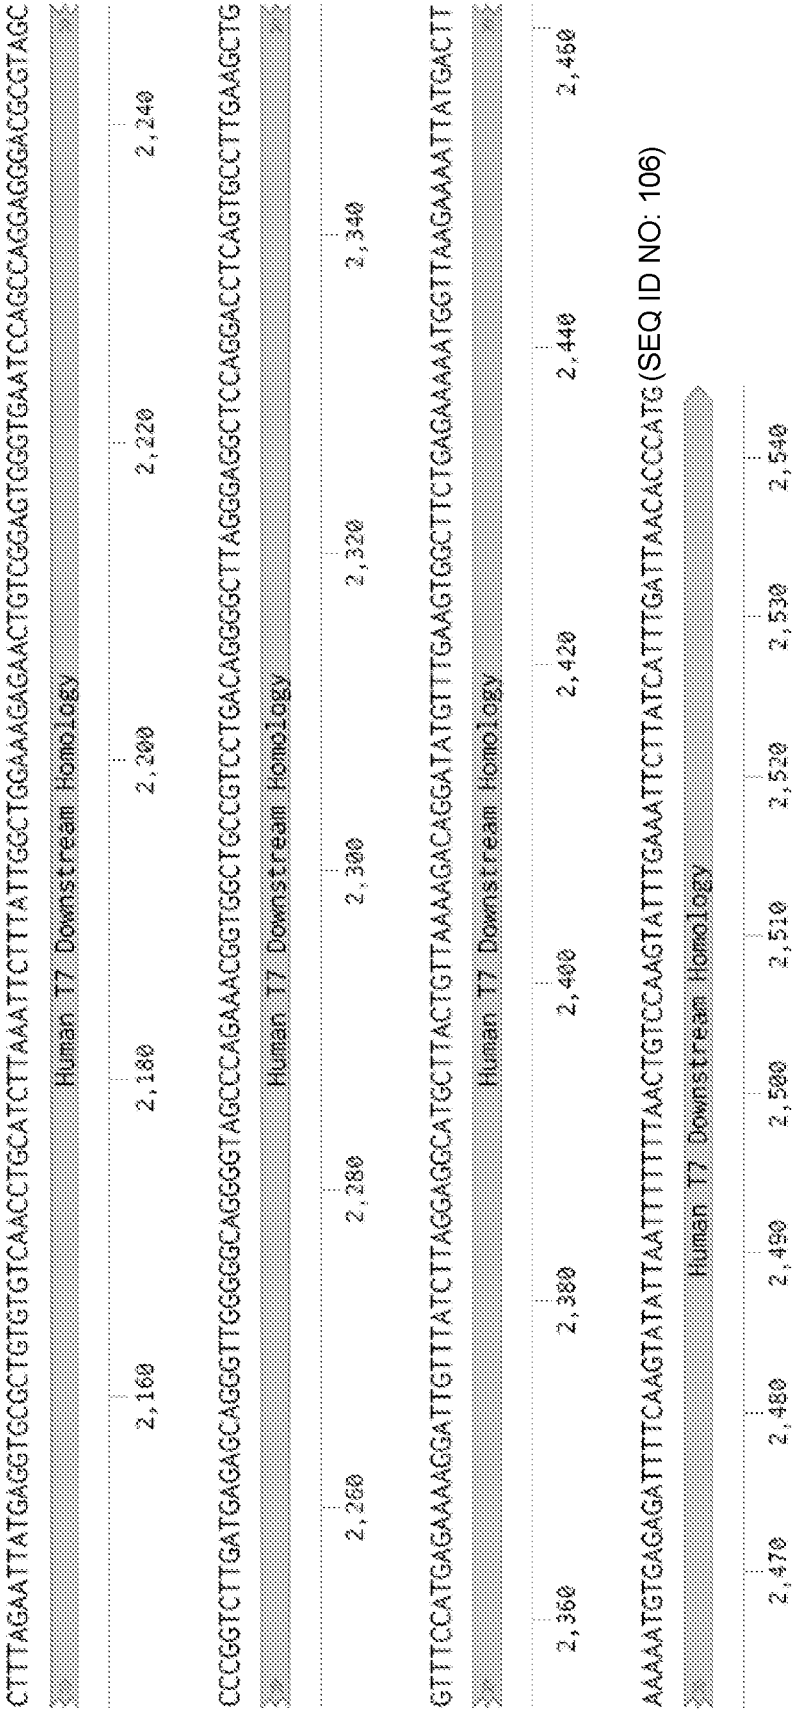 CTTTAGAATTATGAGGTGCGCTGTGTGTCAACCTGCATCTTAAATTCTTTATTGGCTGGAAAGAGAACTGTCGGAGTGGGTGAATCCAGCCAGGAGGGACGCGTAGC
Human T7 Downstream Homology
2,160 2,180 2,200 2,220 2,240
CCCGGTCTTGATGAGAGCAGGGTTGGGGGCAGGGGTAGCCCAGAAACGGTGGCTGCCGTCCTGACAGGGGCTTAGGGAGGCTCCAGGACCTCAGTGCCTTGAAGCTG
Human T7 Downstream Homology
2,260 2,280 2,300 2,320 2,340
GTTTCCATGAGAAAAGGATTGTTTATCTTAGGAGGCATGCTTACTGTTAAAAGACAGGATATGTTTGAAGTGGCTTCTGAGAAAAATGGTTAAGAAAATTATGACTT
Human T7 Downstream Homology
2,360 2,380 2,400 2,420 2,440 2,460
AAAAATGTGAGAGATTTTCAAGTATATTAATTTTTTTAACTGTCCAAGTATTTGAAATTCTTATCATTTGATTAACACCCATG (SEQ ID NO: 106)
Human T7 Downstream Homology
2,470 2,480 2,490 2,500 2,510 2,520 2,530 2,540